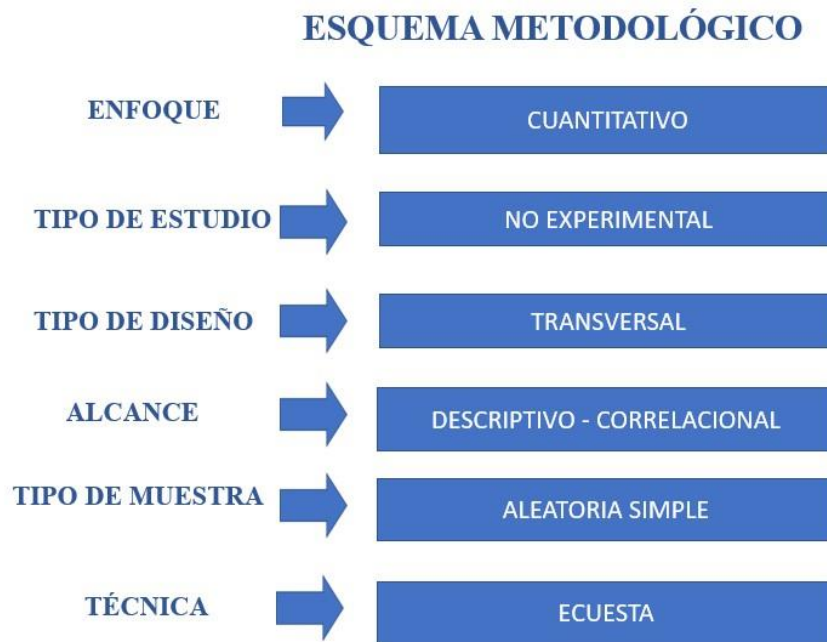 ESQUEMA METODOLÓGICO
ENFOQUE
CUANTITATIVO
TIPO DE ESTUDIO
NO EXPERIMENTAL
TIPO DE DISEÑO
TRANSVERSAL
ALCANCE
DESCRIPTIVO - CORRELACIONAL
TIPO DE MUESTRA
ALEATORIA SIMPLE
TÉCNICA
ECUESTA